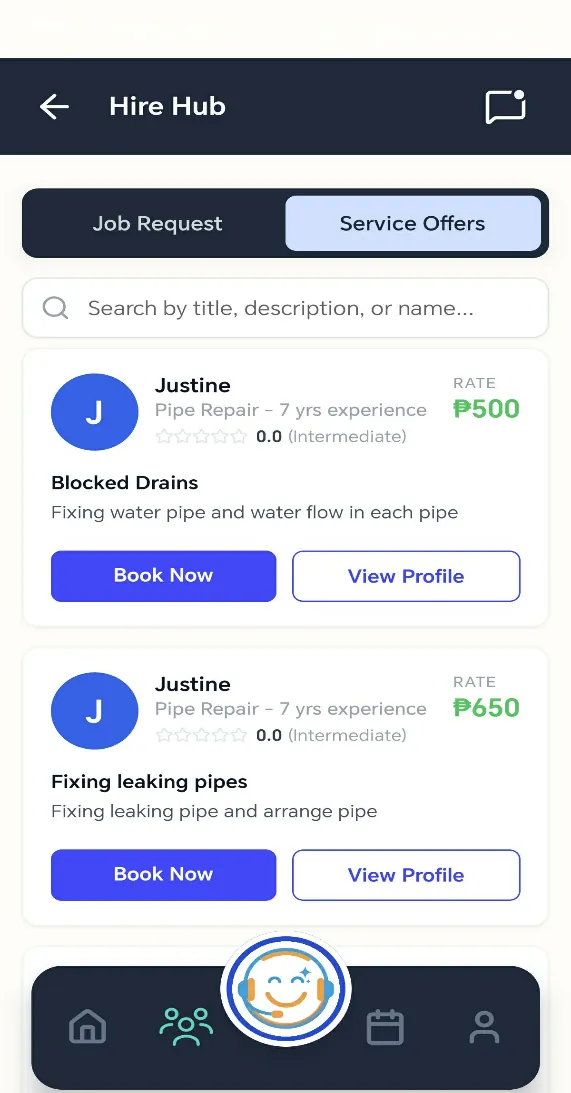 Hire Hub
Job Request
Service Offers
Search by title, description, or name...
J
Justine
Pipe Repair - 7 yrs experience
0.0 (Intermediate)
RATE
₱500
Blocked Drains
Fixing water pipe and water flow in each pipe
Book Now
View Profile
J
Justine
Pipe Repair - 7 yrs experience
0.0 (Intermediate)
RATE
₱650
Fixing leaking pipes
Fixing leaking pipe and arrange pipe
Book Now
View Profile